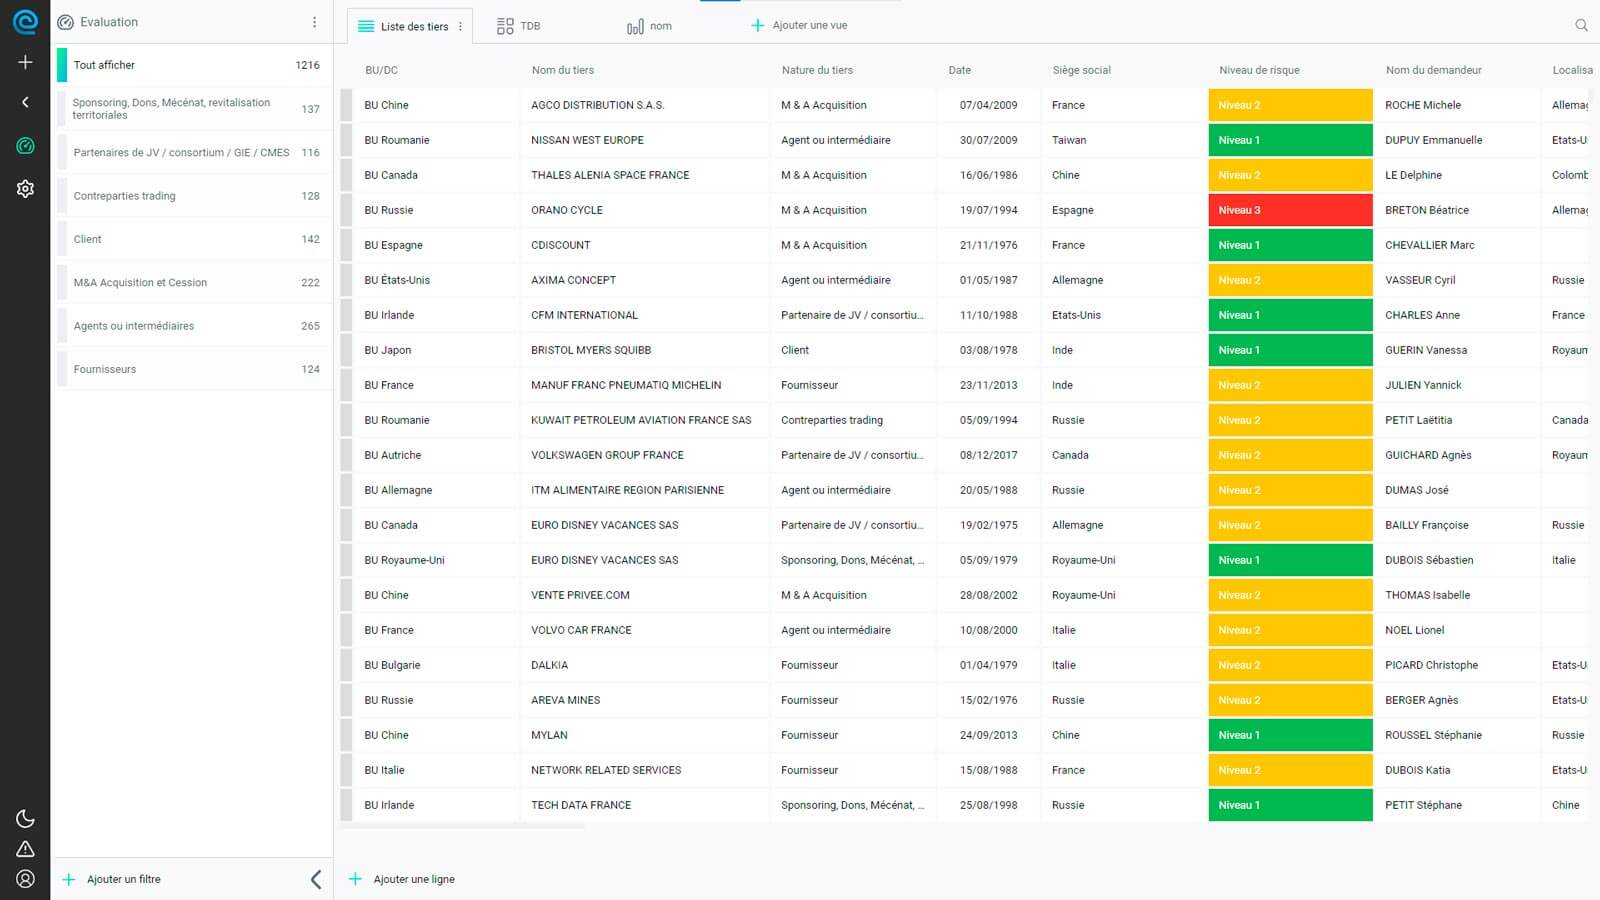 Evaluation
Tout afficher 1216
Sponsoring, Dons, Mécénat, revitalisation
territoriales 137
Partenaires de JV / consortium / GIE / CMES 116
Contreparties trading 128
Client 142
M&A Acquisition et Cession 222
Agents ou intermédiaires 265
Fournisseurs 124
Ajouter un filtre
Liste des tiers TDB nom Ajouter une vue
BU/DC Nom du tiers Nature du tiers Date Siège social Niveau de risque Nom du demandeur Localisa
BU Chine AGCO DISTRIBUTION S.A.S. M & A Acquisition 07/04/2009 France Niveau 2 ROCHE Michele Allemag
BU Roumanie NISSAN WEST EUROPE Agent ou intermédiaire 30/07/2009 Taiwan Niveau 1 DUPUY Emmanuelle Etats-U
BU Canada THALES ALENIA SPACE FRANCE M & A Acquisition 16/06/1986 Chine Niveau 2 LE Delphine Colomb
BU Russie ORANO CYCLE M & A Acquisition 19/07/1994 Espagne Niveau 3 BRETON Béatrice Allemag
BU Espagne CDISCOUNT M & A Acquisition 21/11/1976 France Niveau 1 CHEVALLIER Marc
BU États-Unis AXIMA CONCEPT Agent ou intermédiaire 01/05/1987 Allemagne Niveau 2 VASSEUR Cyril Russie
BU Irlande CFM INTERNATIONAL Partenaire de JV / consortiu... 11/10/1988 Etats-Unis Niveau 1 CHARLES Anne France
BU Japon BRISTOL MYERS SQUIBB Client 03/08/1978 Inde Niveau 1 GUERIN Vanessa Royaum
BU France MANUF FRANC PNEUMATIQ MICHELIN Fournisseur 23/11/2013 Inde Niveau 2 JULIEN Yannick
BU Roumanie KUWAIT PETROLEUM AVIATION FRANCE SAS Contreparties trading 05/09/1994 Russie Niveau 2 PETIT Laëtitia Canada
BU Autriche VOLKSWAGEN GROUP FRANCE Partenaire de JV / consortiu... 08/12/2017 Canada Niveau 2 GUICHARD Agnès Royaum
BU Allemagne ITM ALIMENTAIRE REGION PARISIENNE Agent ou intermédiaire 20/05/1988 Russie Niveau 2 DUMAS José
BU Canada EURO DISNEY VACANCES SAS Partenaire de JV / consortiu... 19/02/1975 Allemagne Niveau 2 BAILLY Françoise Russie
BU Royaume-Uni EURO DISNEY VACANCES SAS Sponsoring, Dons, Mécénat, ... 05/09/1979 Royaume-Uni Niveau 1 DUBOIS Sébastien Italie
BU Chine VENTE PRIVEE.COM M & A Acquisition 28/08/2002 Royaume-Uni Niveau 2 THOMAS Isabelle
BU France VOLVO CAR FRANCE Agent ou intermédiaire 10/08/2000 Italie Niveau 2 NOEL Lionel
BU Bulgarie DALKIA Fournisseur 01/04/1979 Italie Niveau 2 PICARD Christophe Etats-U
BU Russie AREVA MINES Fournisseur 15/02/1976 Russie Niveau 2 BERGER Agnès Etats-U
BU Chine MYLAN Fournisseur 24/09/2013 Chine Niveau 1 ROUSSEL Stéphanie Russie
BU Italie NETWORK RELATED SERVICES Fournisseur 15/08/1988 France Niveau 2 DUBOIS Katia Etats-U
BU Irlande TECH DATA FRANCE Sponsoring, Dons, Mécénat, ... 25/08/1998 Russie Niveau 1 PETIT Stéphane Chine
Ajouter une ligne